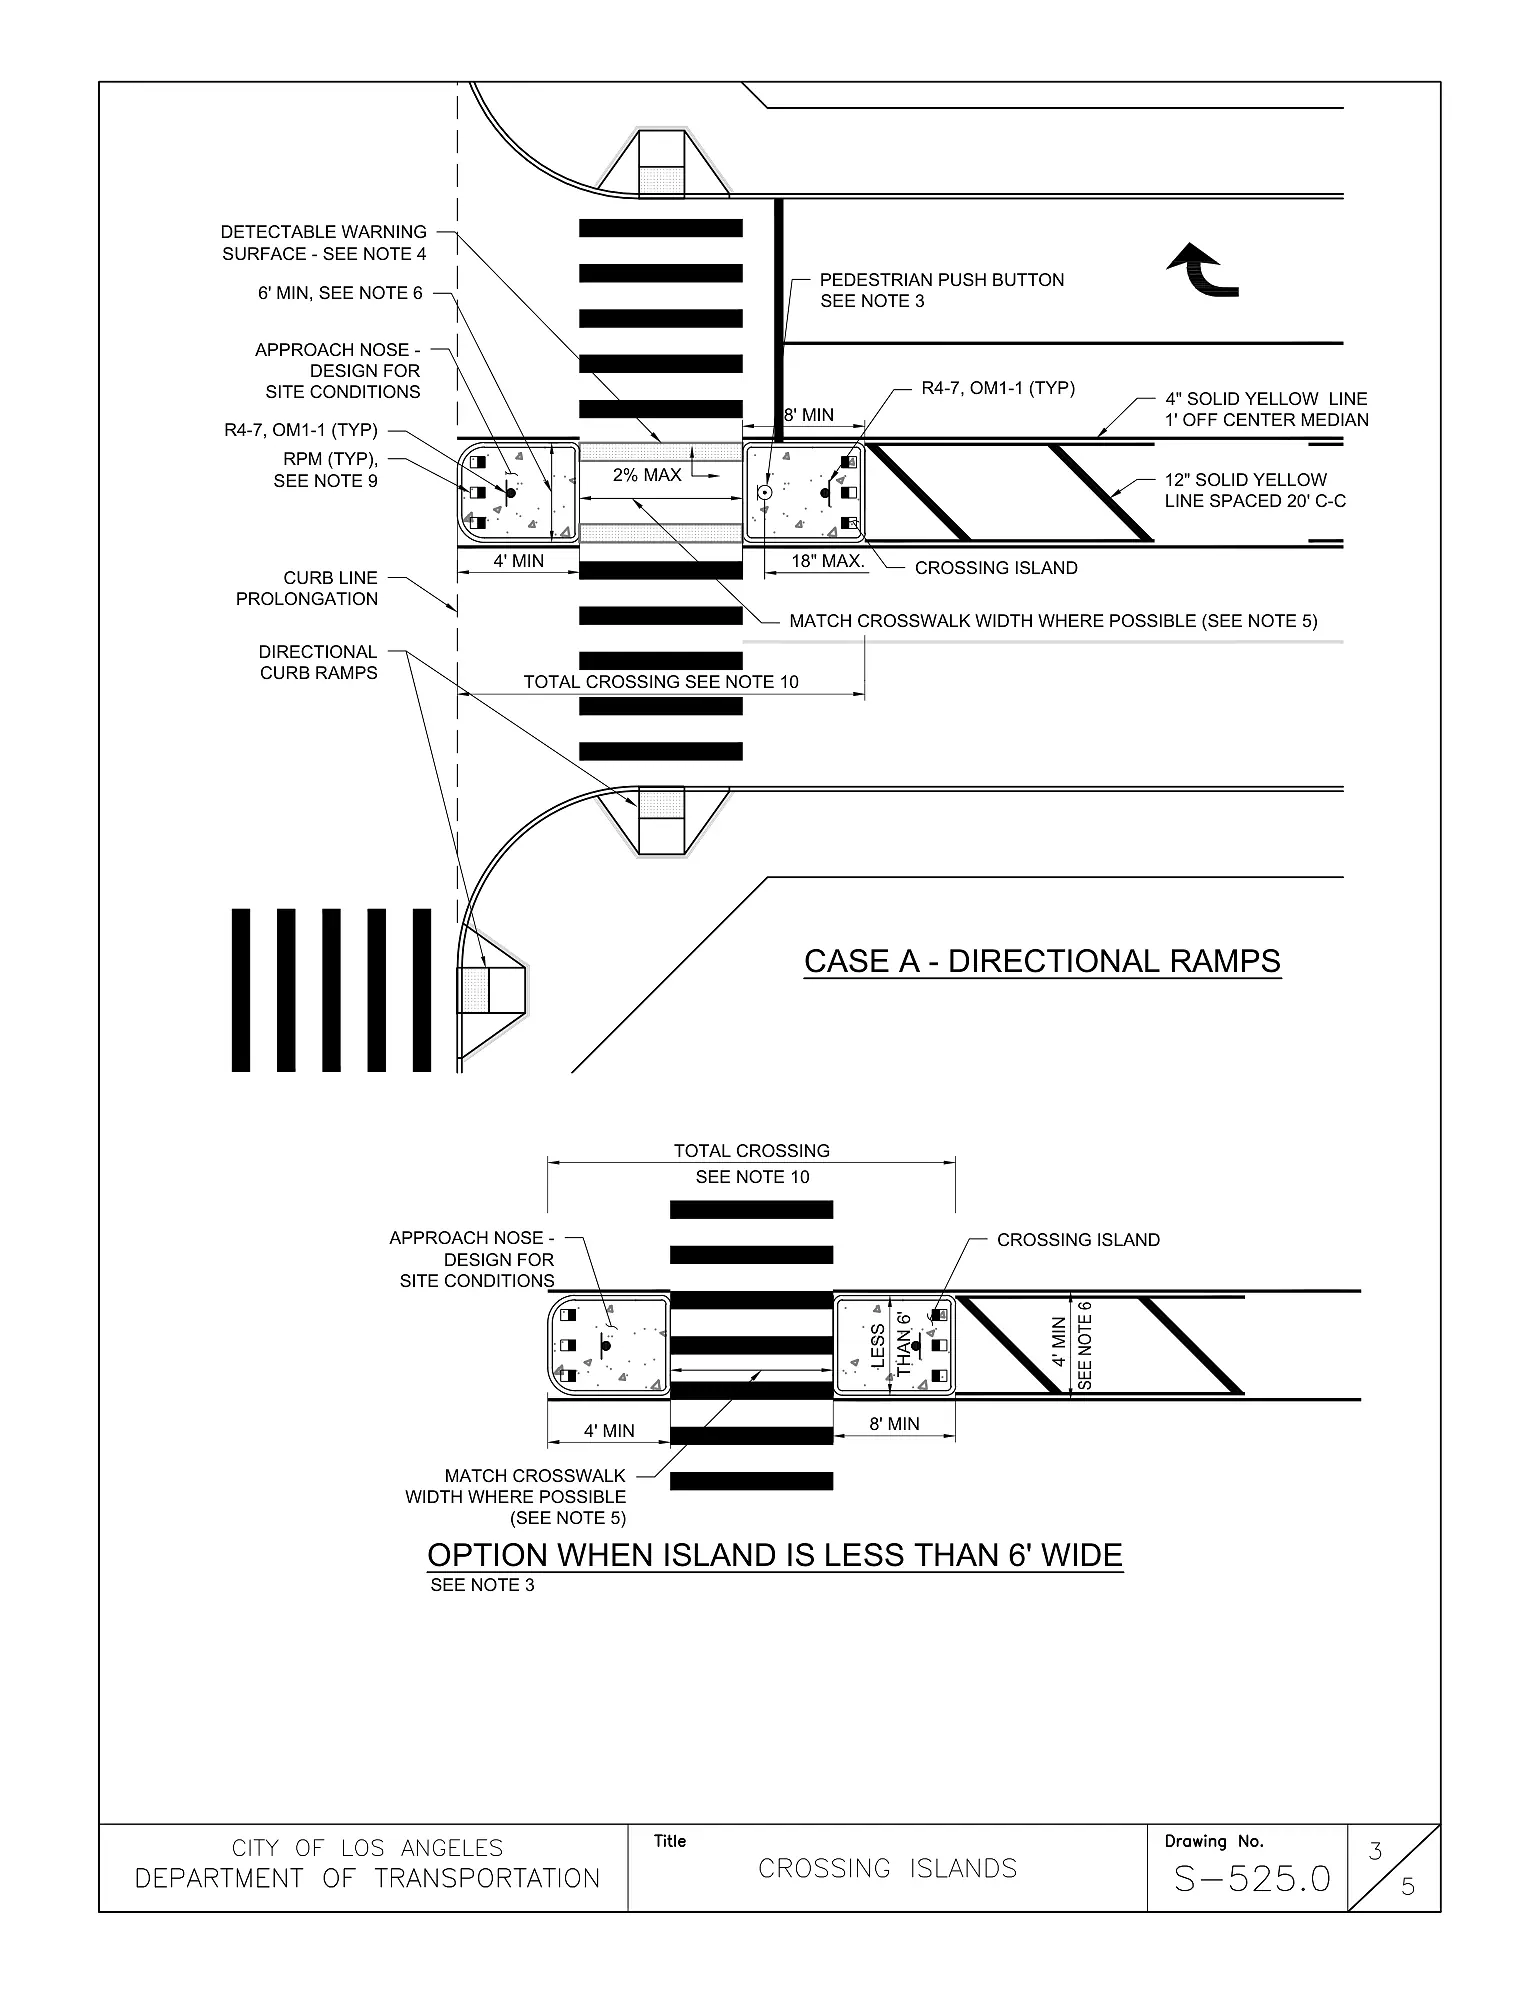 DETECTABLE WARNING
SURFACE - SEE NOTE 4
6' MIN, SEE NOTE 6
APPROACH NOSE -
DESIGN FOR
SITE CONDITIONS
R4-7, OM1-1 (TYP)
RPM (TYP),
SEE NOTE 9
PEDESTRIAN PUSH BUTTON
SEE NOTE 3
R4-7, OM1-1 (TYP)
8' MIN
4" SOLID YELLOW LINE
1' OFF CENTER MEDIAN
2% MAX
12" SOLID YELLOW
LINE SPACED 20' C-C
4' MIN
18" MAX.
CROSSING ISLAND
CURB LINE
PROLONGATION
MATCH CROSSWALK WIDTH WHERE POSSIBLE (SEE NOTE 5)
DIRECTIONAL
CURB RAMPS
TOTAL CROSSING SEE NOTE 10
CASE A - DIRECTIONAL RAMPS
TOTAL CROSSING
SEE NOTE 10
APPROACH NOSE -
DESIGN FOR
SITE CONDITIONS
CROSSING ISLAND
LESS
THAN 6'
4' MIN
SEE NOTE 6
4' MIN
8' MIN
MATCH CROSSWALK
WIDTH WHERE POSSIBLE
(SEE NOTE 5)
OPTION WHEN ISLAND IS LESS THAN 6' WIDE
SEE NOTE 3
CITY OF LOS ANGELES
DEPARTMENT OF TRANSPORTATION
Title
CROSSING ISLANDS
Drawing No.
S-525.0
3
5